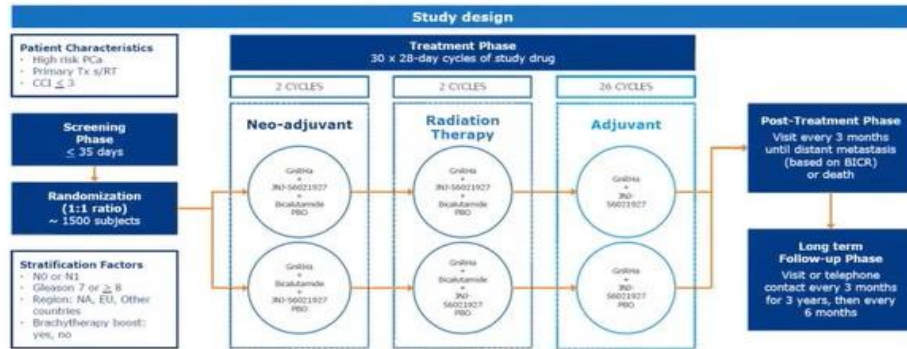 Study design
Patient Characteristics
• High risk PCa
• Primary Tx s/RT
• CCI ≤ 3
Screening
Phase
≤ 35 days
Randomization
(1:1 ratio)
~ 1500 subjects
Stratification Factors
• N0 or N1
• Gleason 7 or ≥ 8
• Region: NA, EU, Other
countries
• Brachytherapy boost:
yes, no
Treatment Phase
30 x 28-day cycles of study drug
2 CYCLES
2 CYCLES
26 CYCLES
Neo-adjuvant
GnRHa
+
JNJ-56021927
+
Bicalutamide
PBO
GnRHa
+
Bicalutamide
+
JNJ-56021927
PBO
Radiation
Therapy
GnRHa
+
JNJ-56021927
+
Bicalutamide
PBO
GnRHa
+
Bicalutamide
+
JNJ-56021927
PBO
Adjuvant
GnRHa
+
JNJ-
56021927
GnRHa
+
JNJ-
56021927
PBO
Post-Treatment Phase
Visit every 3 months
until distant metastasis
(based on BICR)
or death
Long term
Follow-up Phase
Visit or telephone
contact every 3 months
for 3 years, then every
6 months